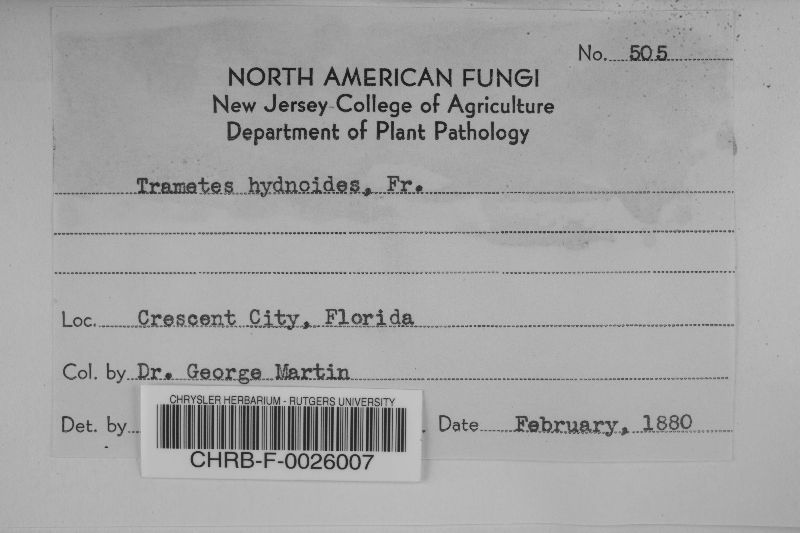 No. 505
NORTH AMERICAN FUNGI
New Jersey College of Agriculture
Department of Plant Pathology
Trametes hydnoides, Fr.
Loc. Crescent City, Florida
Col. by Dr. George Martin
Det. by
Date February, 1880
CHRYSLER HERBARIUM - RUTGERS UNIVERSITY
CHRB-F-0026007